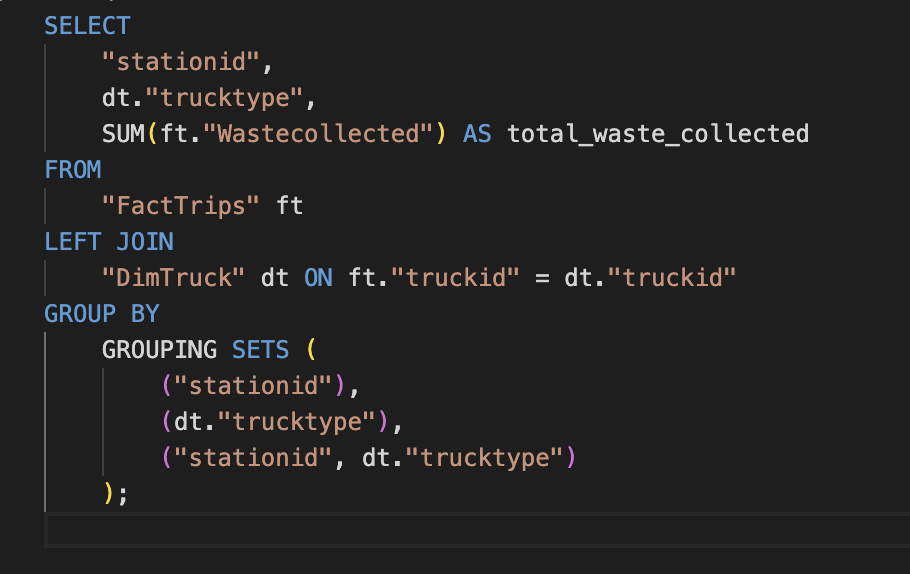 SELECT
"stationid",
dt."trucktype",
SUM(ft."Wastecollected") AS total_waste_collected
FROM
"FactTrips" ft
LEFT JOIN
"DimTruck" dt ON ft."truckid" = dt."truckid"
GROUP BY
GROUPING SETS (
("stationid"),
(dt."trucktype"),
("stationid", dt."trucktype")
);